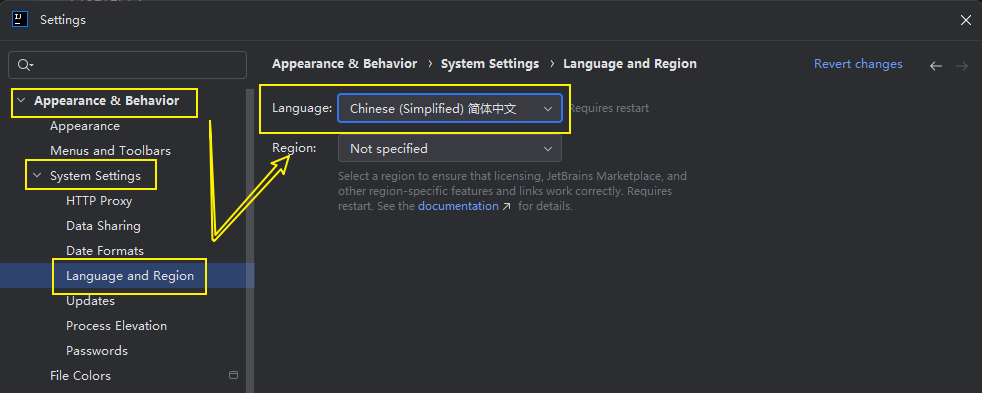 Settings
Appearance & Behavior
Appearance
Menus and Toolbars
System Settings
HTTP Proxy
Data Sharing
Date Formats
Language and Region
Updates
Process Elevation
Passwords
File Colors
Appearance & Behavior › System Settings › Language and Region
Revert changes
Language: Chinese (Simplified) 简体中文 Requires restart
Region: Not specified
Select a region to ensure that licensing, JetBrains Marketplace, and
other region-specific features and links work correctly. Requires
restart. See the documentation ↗ for details.